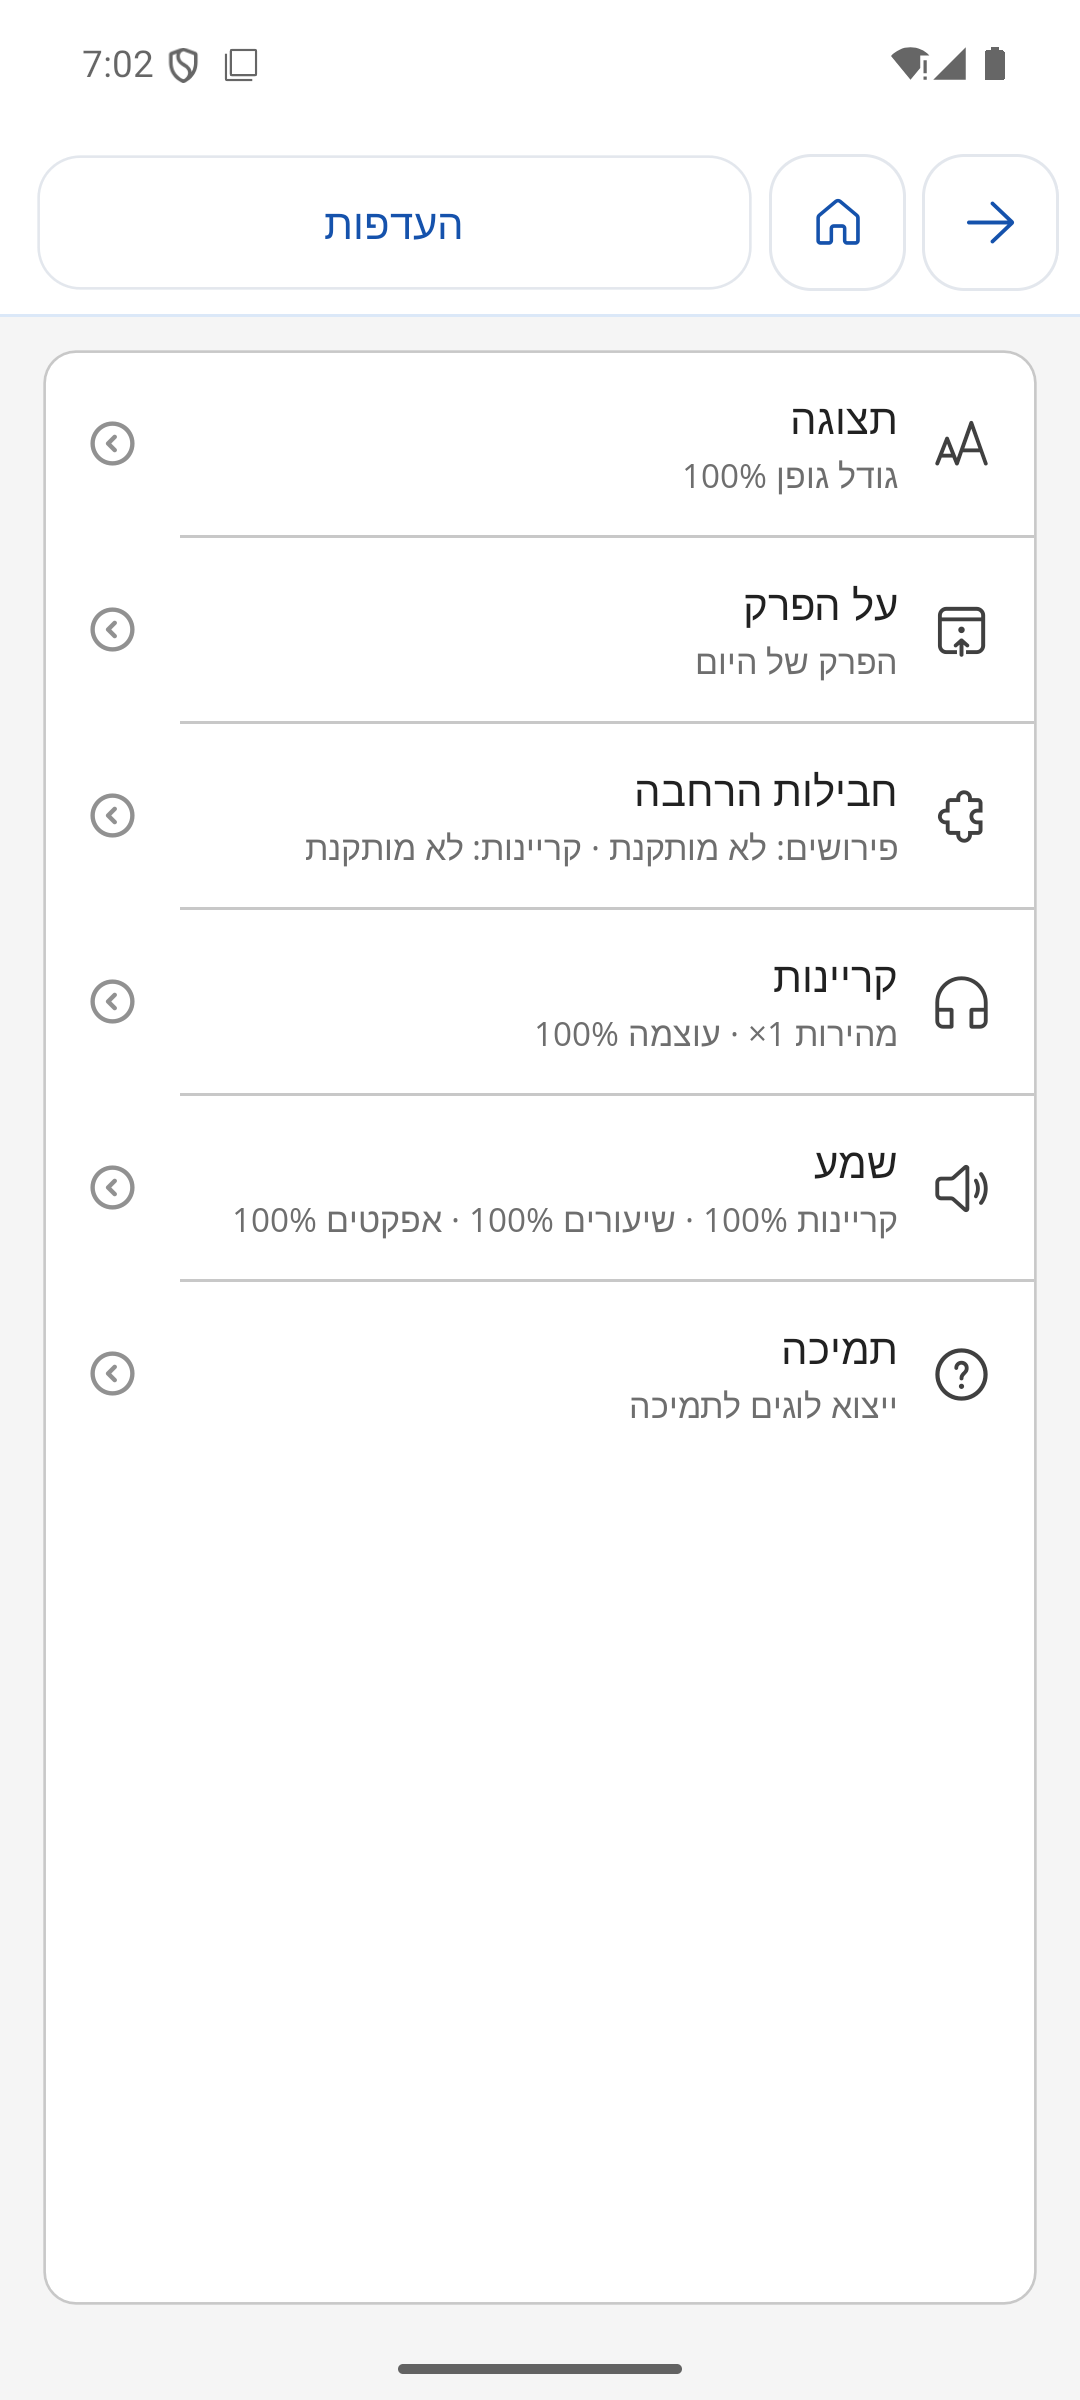 7:02
העדפות
תצוגה
גודל גופן 100%
על הפרק
הפרק של היום
חבילות הרחבה
פירושים: לא מותקנת · קריינות: לא מותקנת
קריינות
מהירות 1× · עוצמה 100%
שמע
קריינות 100% · שיעורים 100% · אפקטים 100%
תמיכה
ייצוא לוגים לתמיכה